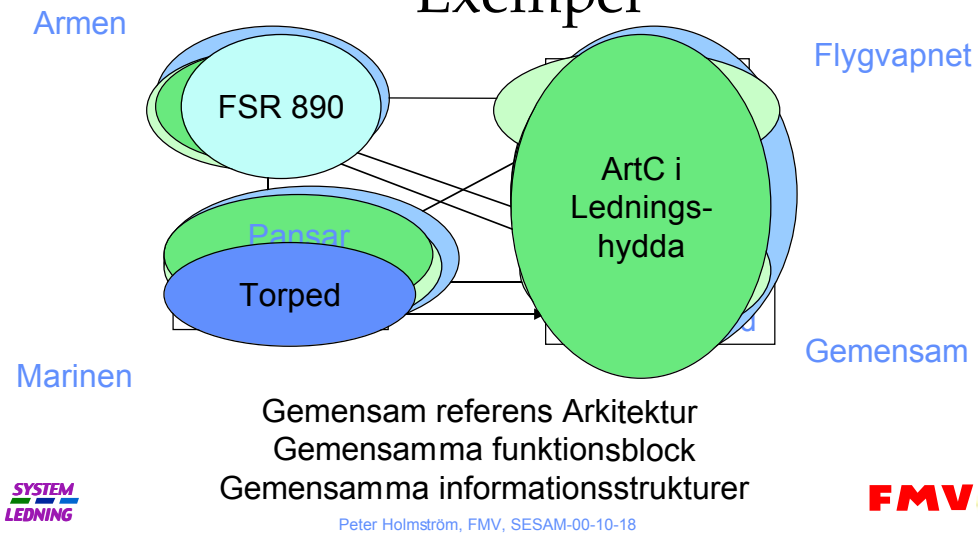 Exempel
Armen
Flygvapnet
FSR 890
ArtC i
Lednings-
hydda
Pansar
Torped
Gemensam
Marinen
Gemensam referens Arkitektur
Gemensamma funktionsblock
Gemensamma informationsstrukturer
SYSTEM
LEDNING
FMV
Peter Holmström, FMV, SESAM-00-10-18